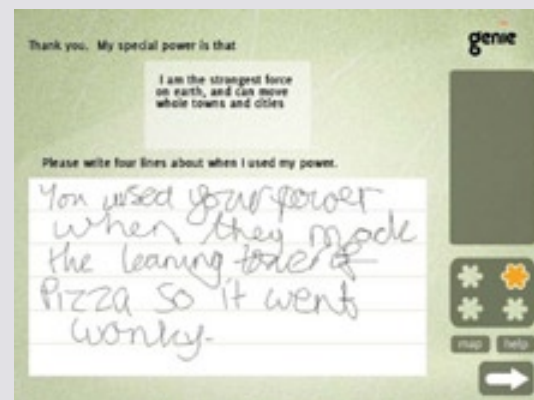 genie
Thank you. My special power is that
I am the strongest force
on earth, and can move
whole towns and cities
Please write four lines about when I used my power.
You used your power
when they made
the leaning tower of
Pizza so it went
wonky.
map help